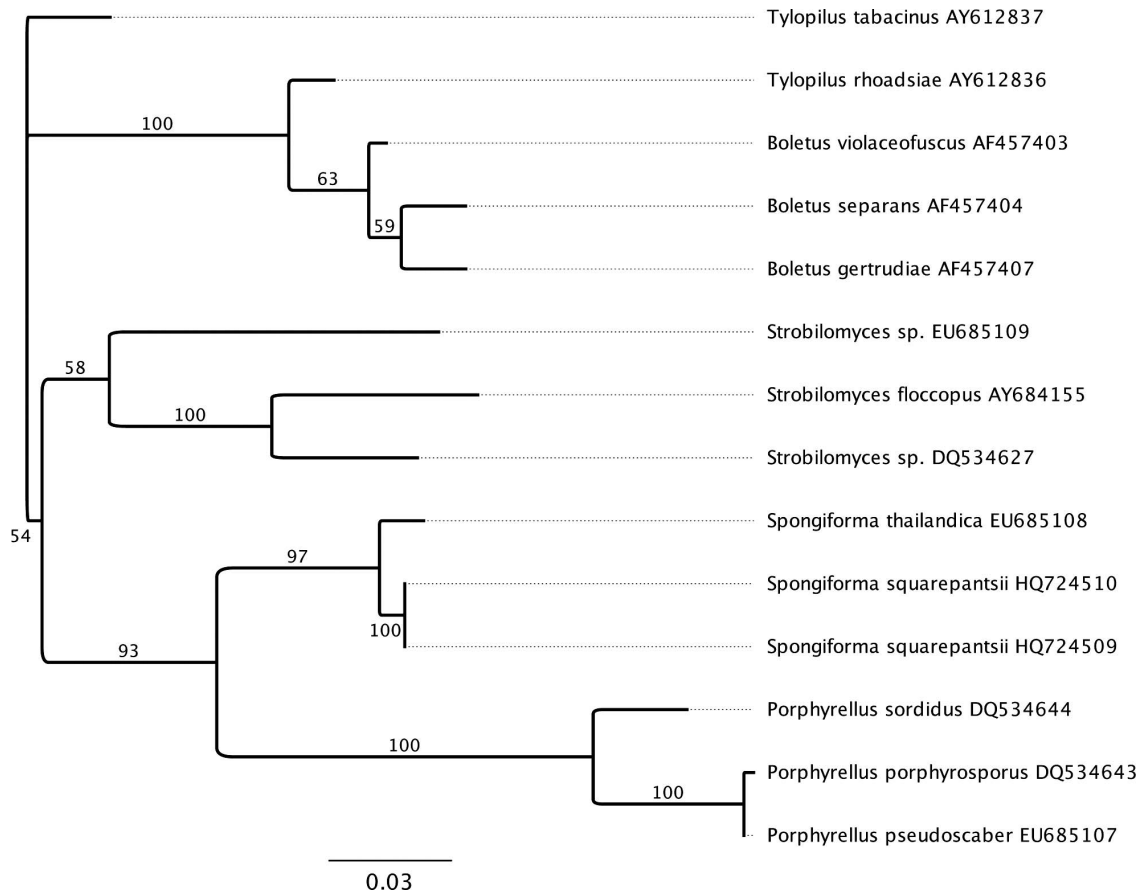 Tylopilus tabacinus AY612837
Tylopilus rhoadsiae AY612836
100
Boletus violaceofuscus AF457403
63
Boletus separans AF457404
59
Boletus gertrudiae AF457407
Strobilomyces sp. EU685109
58
Strobilomyces floccopus AY684155
100
Strobilomyces sp. DQ534627
Spongiforma thailandica EU685108
54
97
Spongiforma squarepantsii HQ724510
100
Spongiforma squarepantsii HQ724509
93
Porphyrellus sordidus DQ534644
100
Porphyrellus porphyrosporus DQ534643
100
Porphyrellus pseudoscaber EU685107
0.03